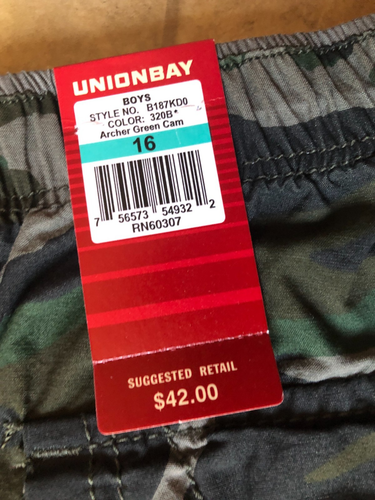 UNIONBAY
BOYS
STYLE NO. B187KD0
COLOR: 320B*
Archer Green Cam
16
7 56573 54932 2
RN60307
SUGGESTED RETAIL
$42.00